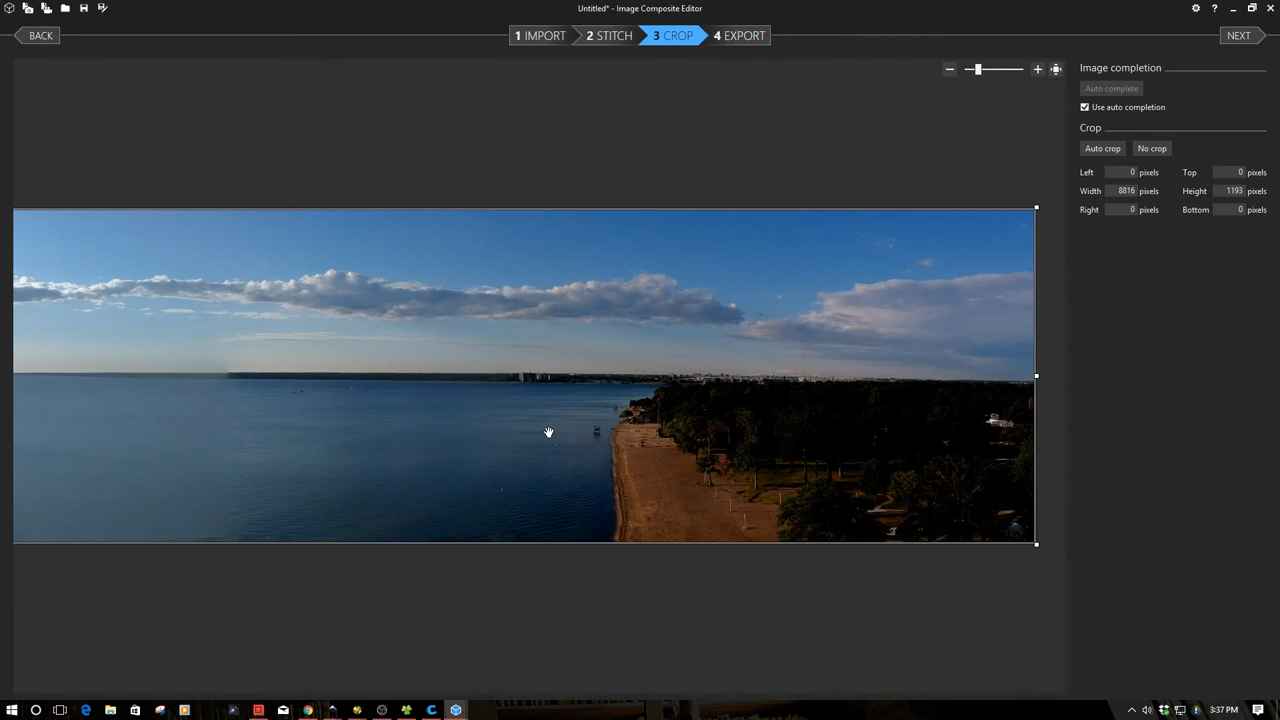 Untitled* - Image Composite Editor
BACK
1 IMPORT
2 STITCH
3 CROP
4 EXPORT
NEXT
Image completion
Auto complete
Use auto completion
Crop
Auto crop
No crop
Left 0 pixels Top 0 pixels
Width 8816 pixels Height 1193 pixels
Right 0 pixels Bottom 0 pixels
3:37 PM